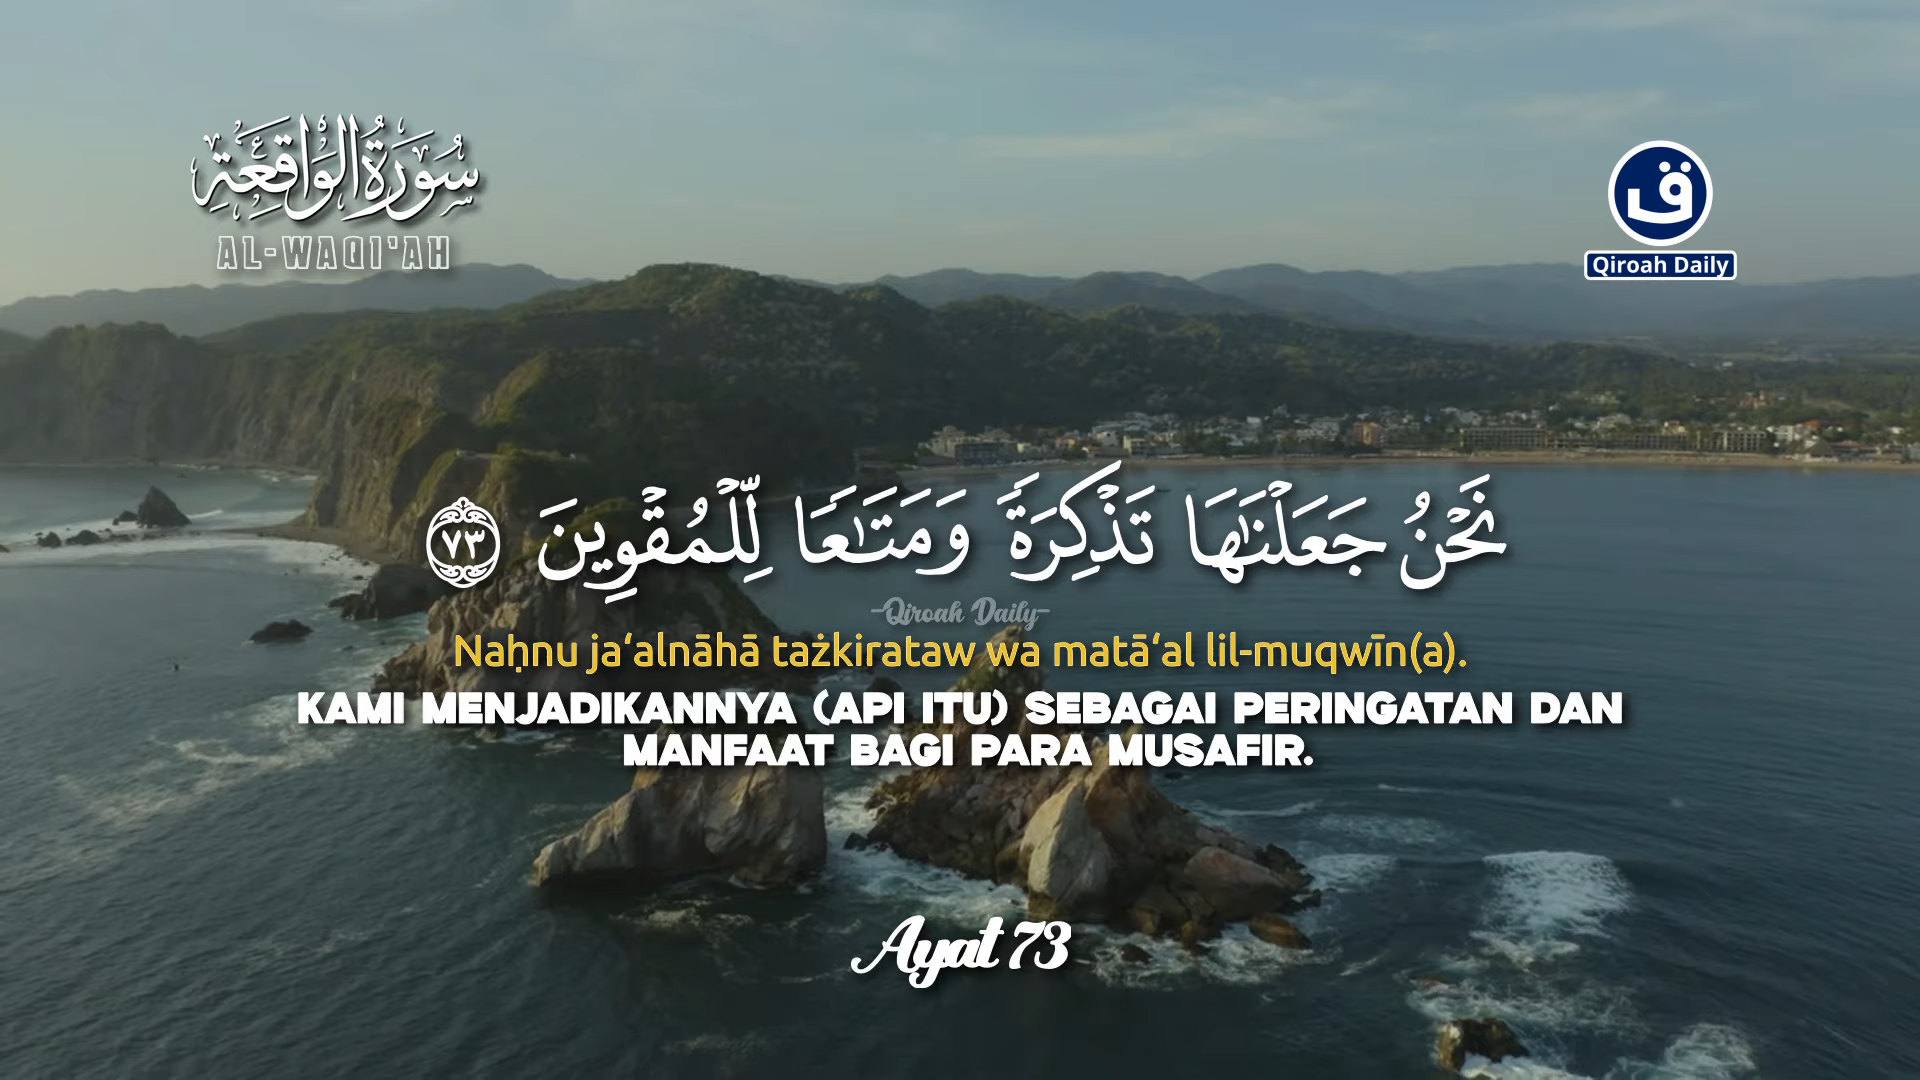 سُورَةُ الْوَاقِعَةِ
AL-WAQI'AH
ق
Qiroah Daily
نَحْنُ جَعَلْنَٰهَا تَذْكِرَةً وَمَتَٰعًا لِّلْمُقْوِينَ ٧٣
-Qiroah Daily-
Naḥnu ja‘alnāhā tażkirataw wa matā‘al lil-muqwīn(a).
KAMI MENJADIKANNYA (API ITU) SEBAGAI PERINGATAN DAN
MANFAAT BAGI PARA MUSAFIR.
Ayat 73